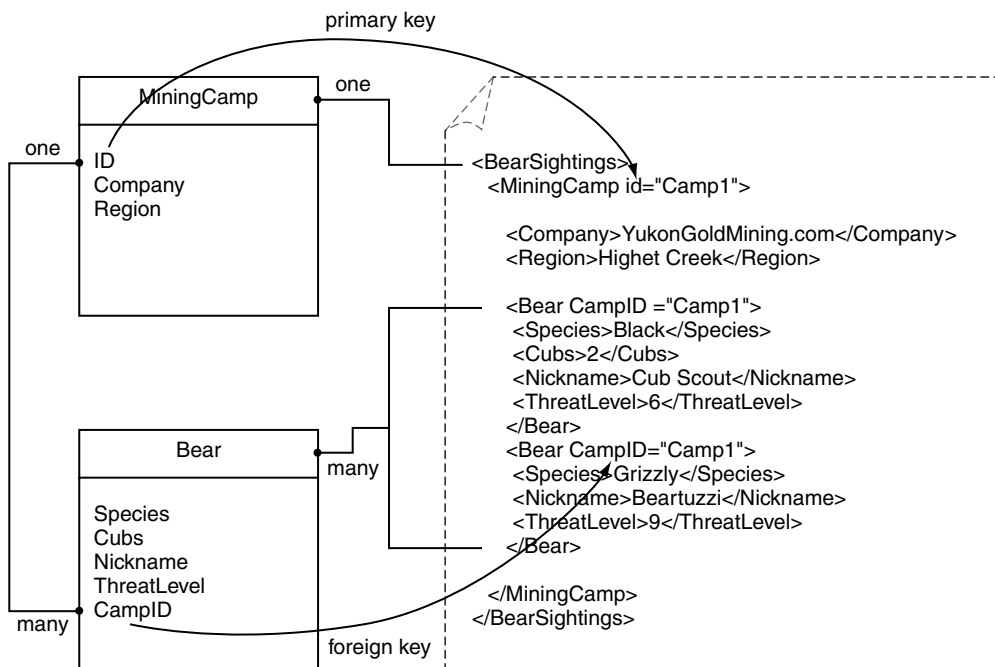 primary key
MiningCamp
one
one
ID
Company
Region
<BearSightings>
<MiningCamp id="Camp1">
<Company>YukonGoldMining.com</Company>
<Region>Highet Creek</Region>
<Bear CampID ="Camp1">
<Species>Black</Species>
<Cubs>2</Cubs>
<Nickname>Cub Scout</Nickname>
<ThreatLevel>6</ThreatLevel>
</Bear>
<Bear CampID="Camp1">
<Species>Grizzly</Species>
<Nickname>Beartuzzi</Nickname>
<ThreatLevel>9</ThreatLevel>
</Bear>
</MiningCamp>
</BearSightings>
Bear
many
Species
Cubs
Nickname
ThreatLevel
CampID
many
foreign key